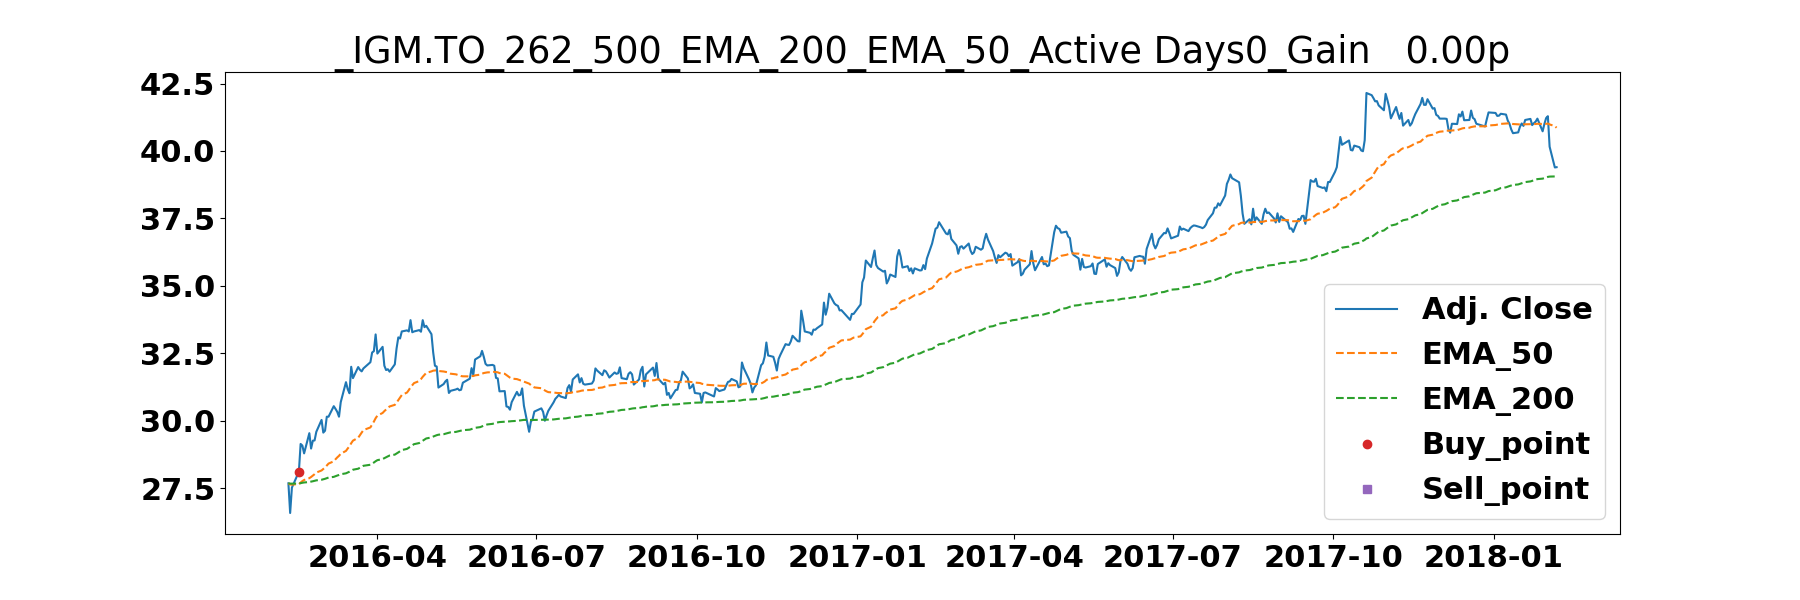 _IGM.TO_262_500_EMA_200_EMA_50_Active Days0_Gain   0.00p
42.5
40.0
37.5
35.0
32.5
30.0
27.5
Adj. Close
EMA_50
EMA_200
Buy_point
Sell_point
2016-04 2016-07 2016-10 2017-01 2017-04 2017-07 2017-10 2018-01